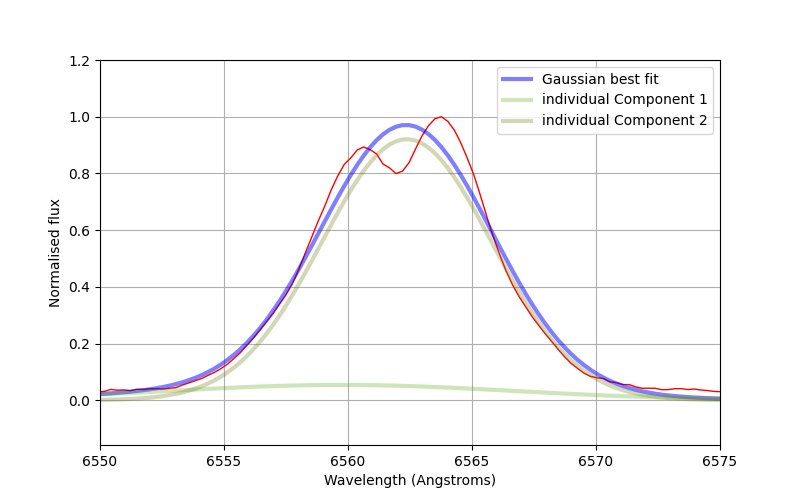 1.2
1.0
0.8
0.6
0.4
0.2
0.0
Normalised flux
Gaussian best fit
individual Component 1
individual Component 2
6550 6555 6560 6565 6570 6575
Wavelength (Angstroms)